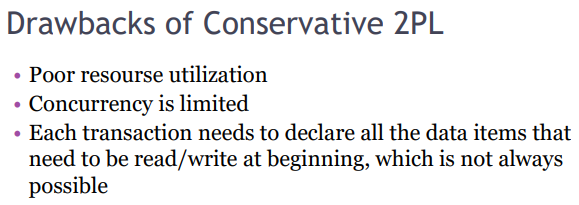 Drawbacks of Conservative 2PL
• Poor resourse utilization
• Concurrency is limited
• Each transaction needs to declare all the data items that
need to be read/write at beginning, which is not always
possible